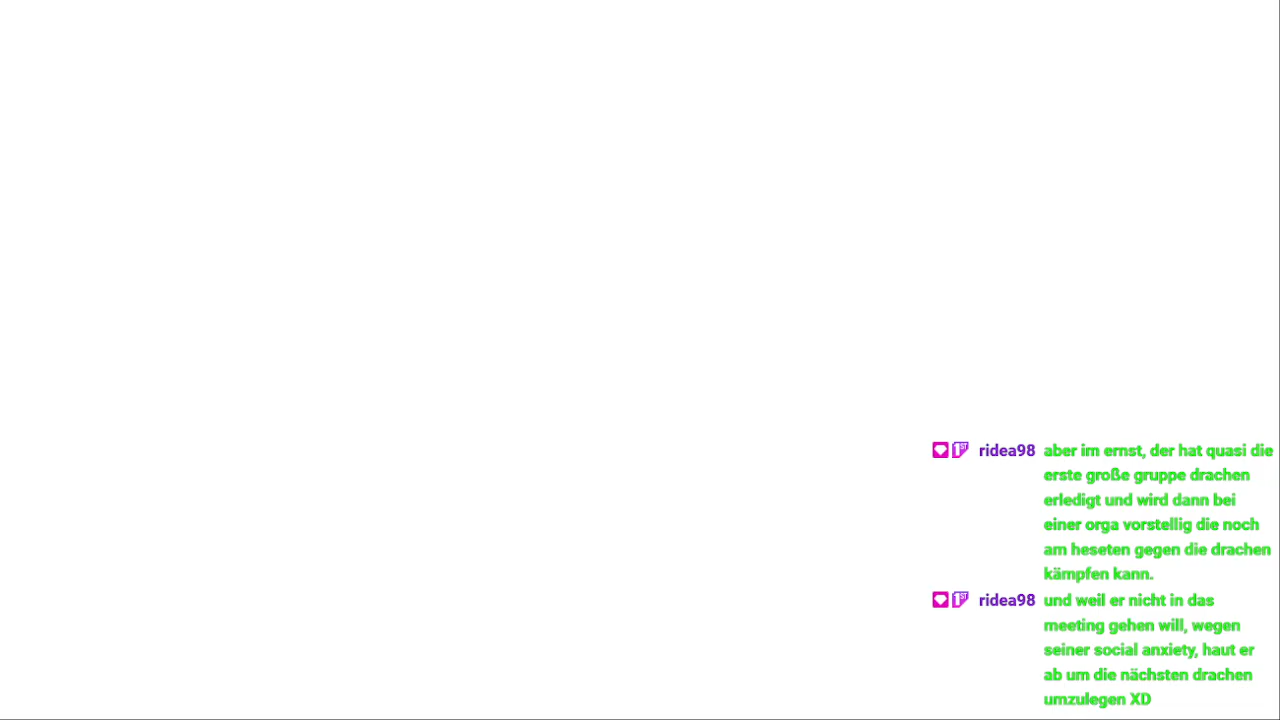 ridea98 aber im ernst, der hat quasi die
erste große gruppe drachen
erledigt und wird dann bei
einer orga vorstellig die noch
am heseten gegen die drachen
kämpfen kann.
ridea98 und weil er nicht in das
meeting gehen will, wegen
seiner social anxiety, haut er
ab um die nächsten drachen
umzulegen XD